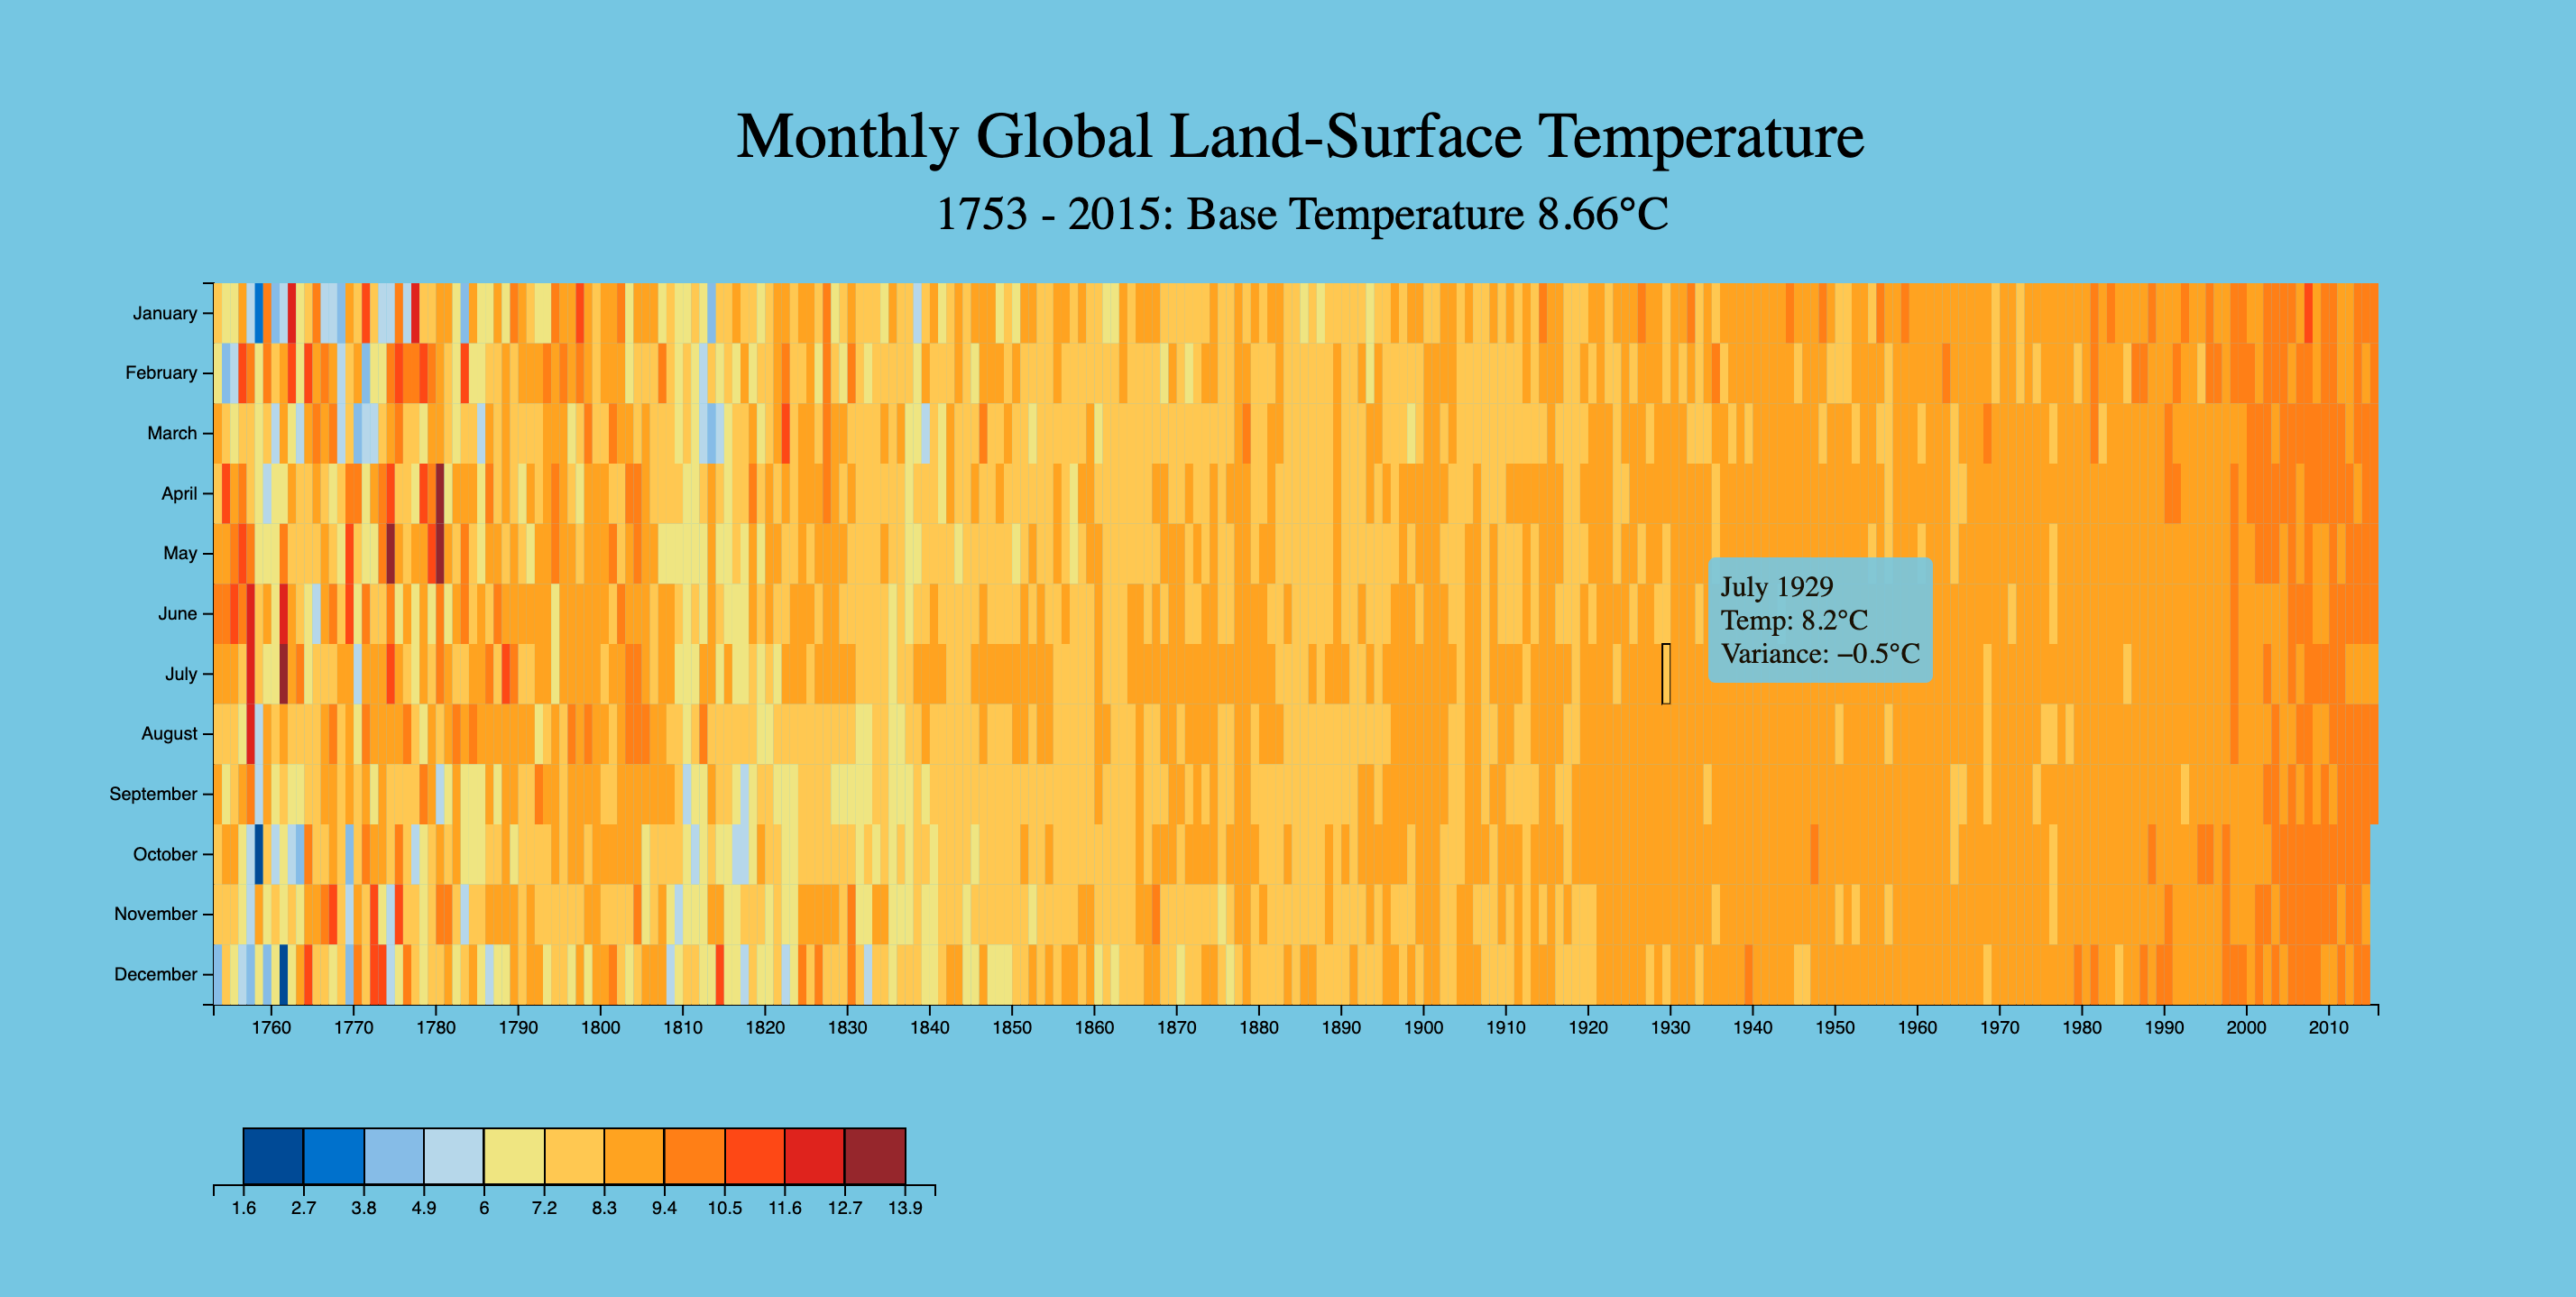 Monthly Global Land-Surface Temperature
1753 - 2015: Base Temperature 8.66°C
January
February
March
April
May
July 1929
June
Temp: 8.2°C
Variance: −0.5°C
July
August
September
October
November
December
1760 1770 1780 1790 1800 1810 1820 1830 1840 1850 1860 1870 1880 1890 1900 1910 1920 1930 1940 1950 1960 1970 1980 1990 2000 2010
1.6 2.7 3.8 4.9 6 7.2 8.3 9.4 10.5 11.6 12.7 13.9